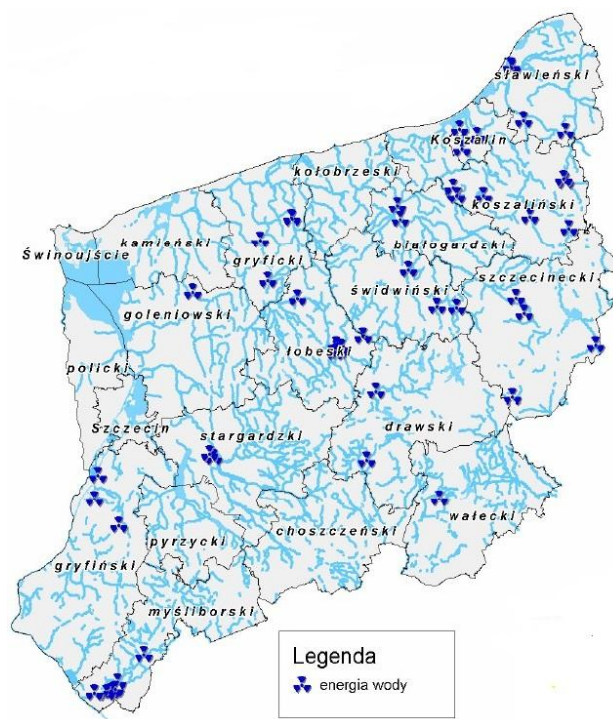 sławieński
Koszalin
kołobrzeski
koszaliński
Świnoujście
kamieński
gryficki
białogardzki
szczecinecki
świdwiński
goleniowski
łobeski
policki
Szczecin
stargardzki
drawski
wałecki
choszczeński
pyrzycki
gryfiński
myśliborski
Legenda
energia wody